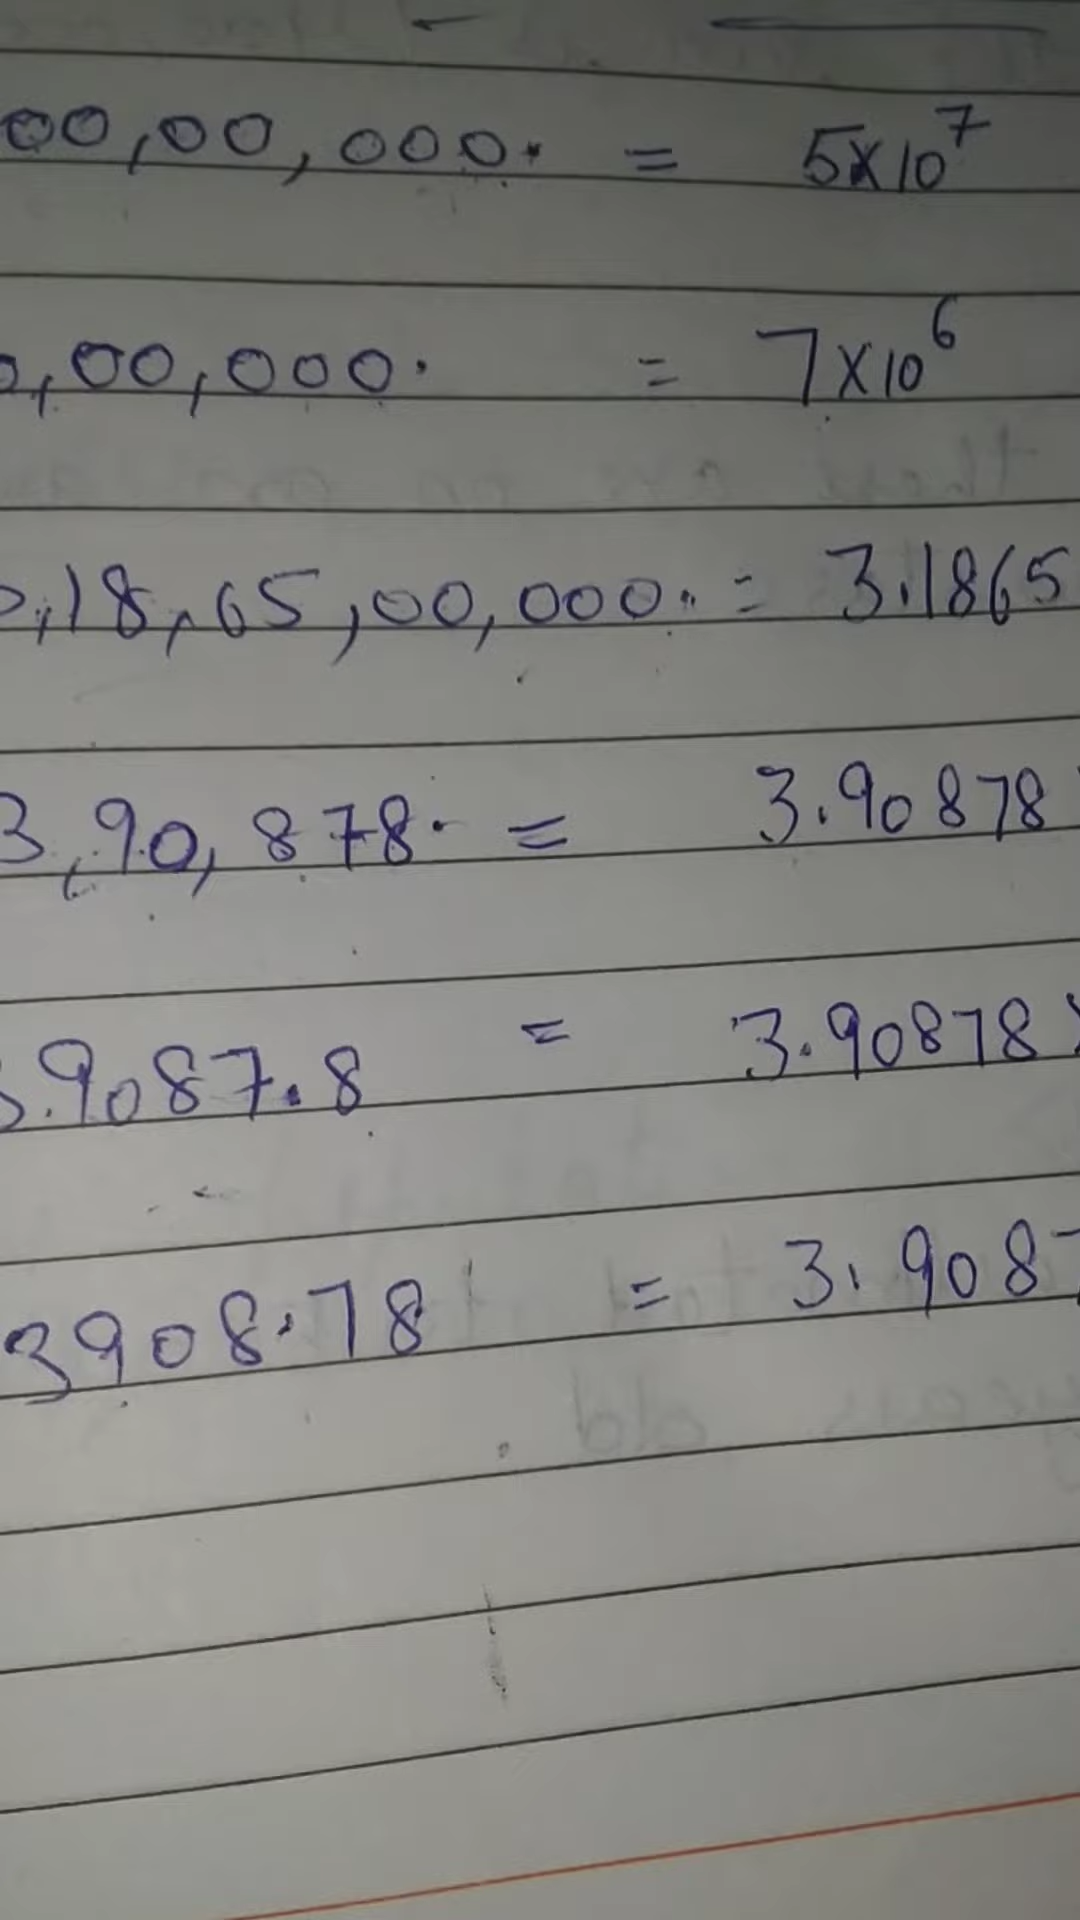 00,00,000. = 5×10⁷
,00,000. = 7×10⁶
,18,65,00,000. = 3.1865
3,90,878. = 3.90878
3.9087.8 = 3.90878
3908.78 = 3.908